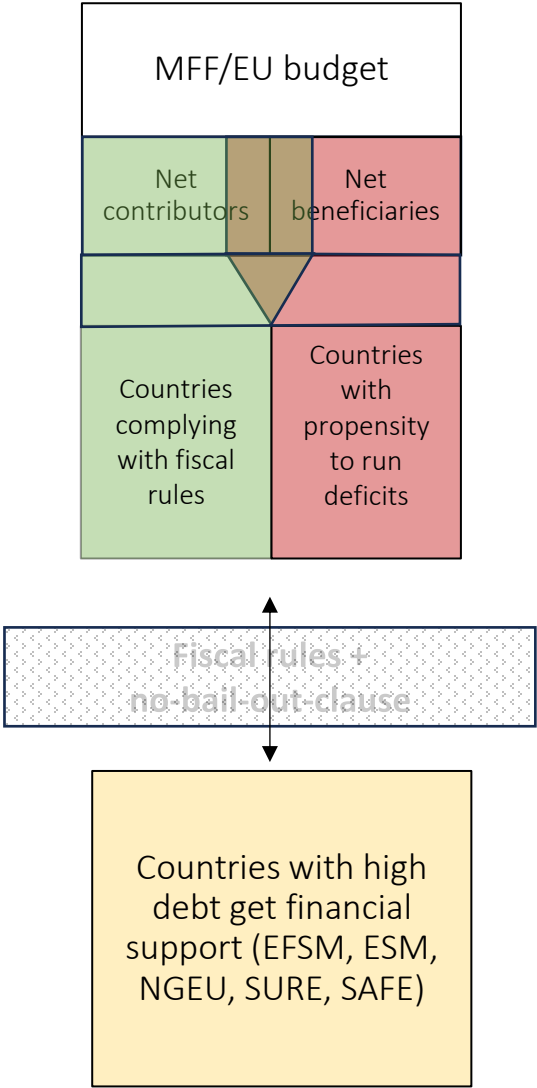 MFF/EU budget
Net
contributors
Net
beneficiaries
Countries
complying
with fiscal
rules
Countries
with
propensity
to run
deficits
Fiscal rules +
no-bail-out-clause
Countries with high
debt get financial
support (EFSM, ESM,
NGEU, SURE, SAFE)